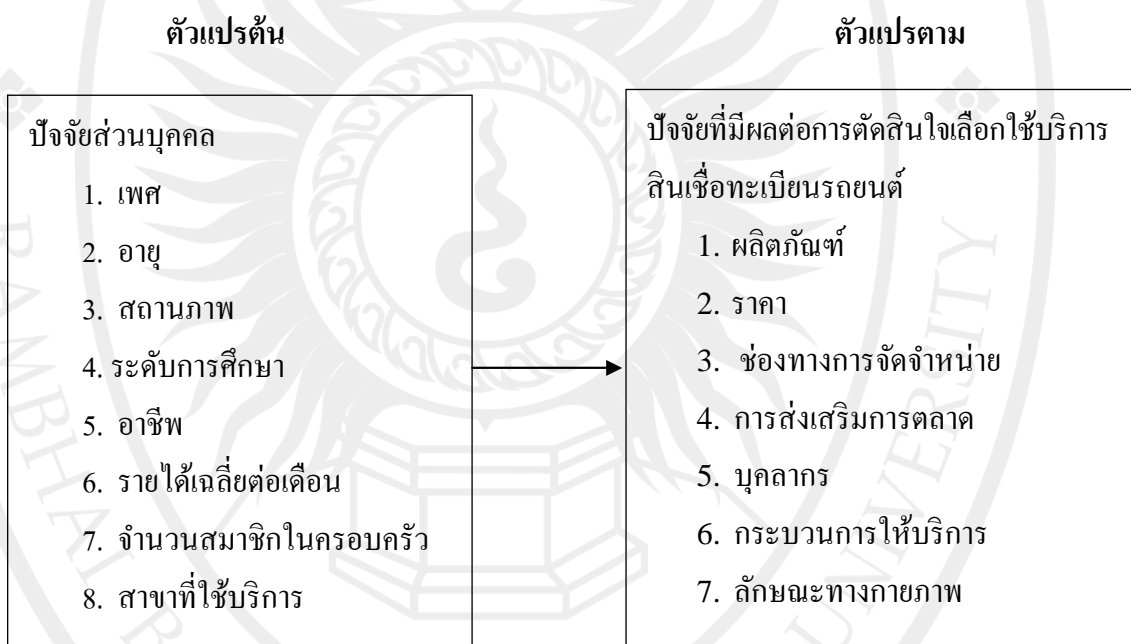 ตัวแปรต้น
ตัวแปรตาม
ปัจจัยส่วนบุคคล
1. เพศ
2. อายุ
3. สถานภาพ
4. ระดับการศึกษา
5. อาชีพ
6. รายได้เฉลี่ยต่อเดือน
7. จำนวนสมาชิกในครอบครัว
8. สาขาที่ใช้บริการ
ปัจจัยที่มีผลต่อการตัดสินใจเลือกใช้บริการ
สินเชื่อทะเบียนรถยนต์
1. ผลิตภัณฑ์
2. ราคา
3. ช่องทางการจัดจำหน่าย
4. การส่งเสริมการตลาด
5. บุคลากร
6. กระบวนการให้บริการ
7. ลักษณะทางกายภาพ
RAMBHAI B
UNIVERSITY